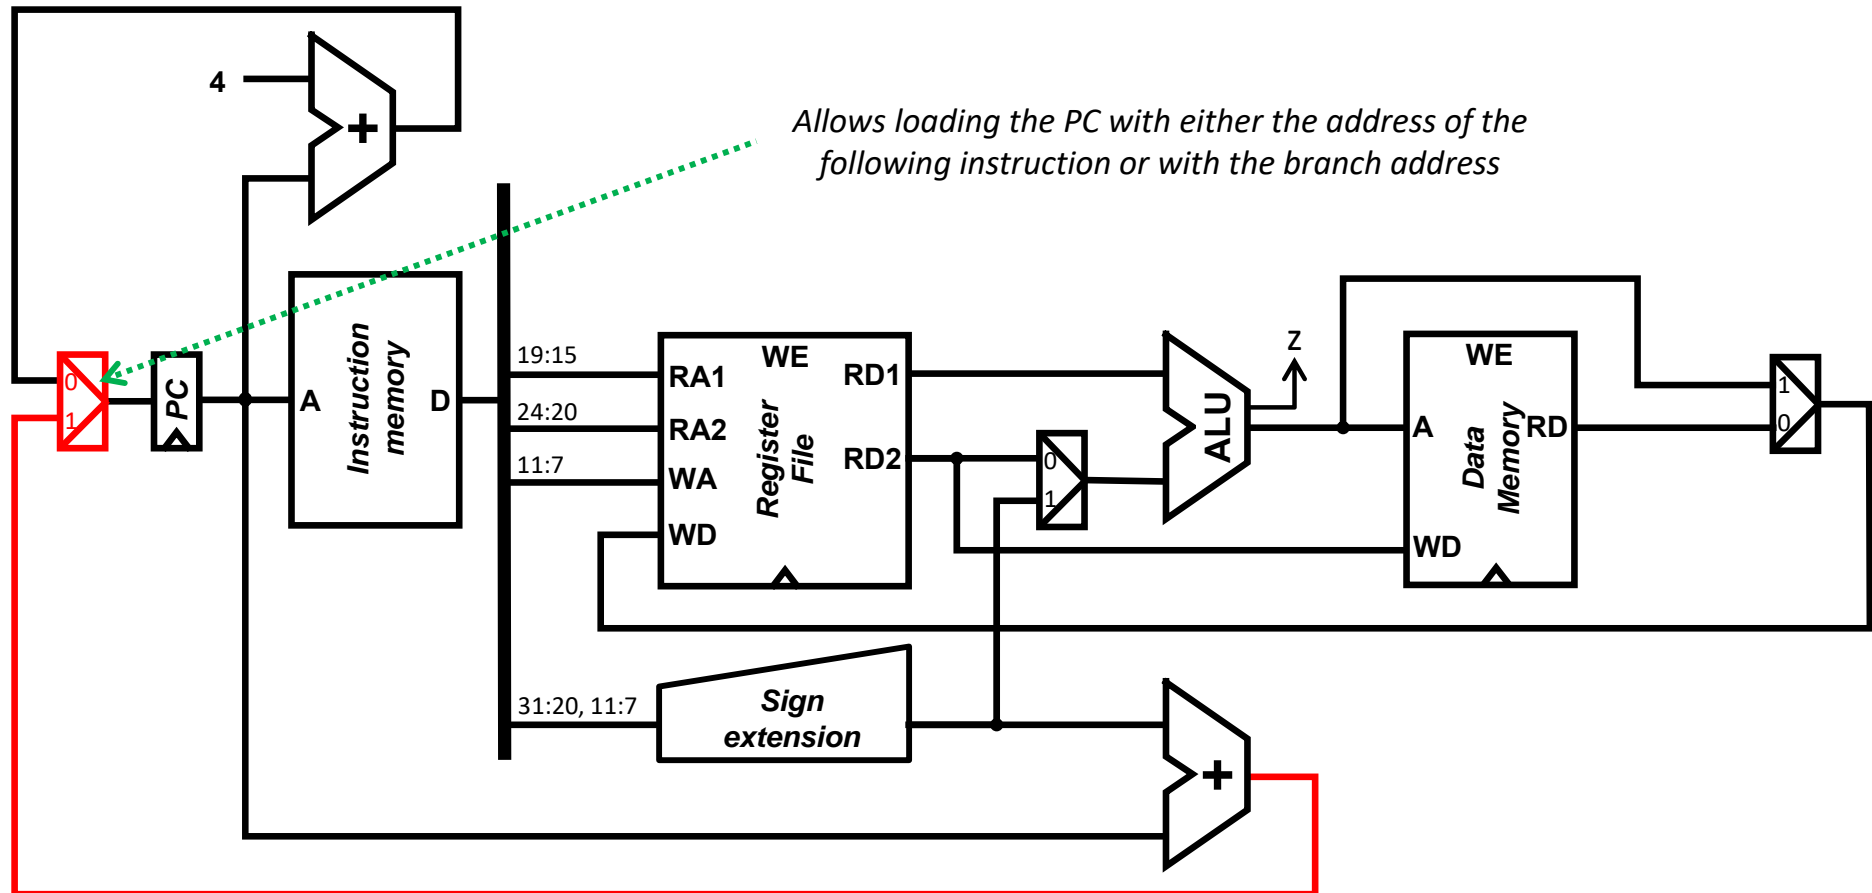 4
+
Allows loading the PC with either the address of the
following instruction or with the branch address
0
1
PC
A
Instruction
memory
D
19:15
24:20
11:7
31:20, 11:7
RA1
RA2
WA
WD
WE
Register
File
RD1
RD2
0
1
ALU
Z
A
WE
Data
Memory
RD
WD
1
0
Sign
extension
+